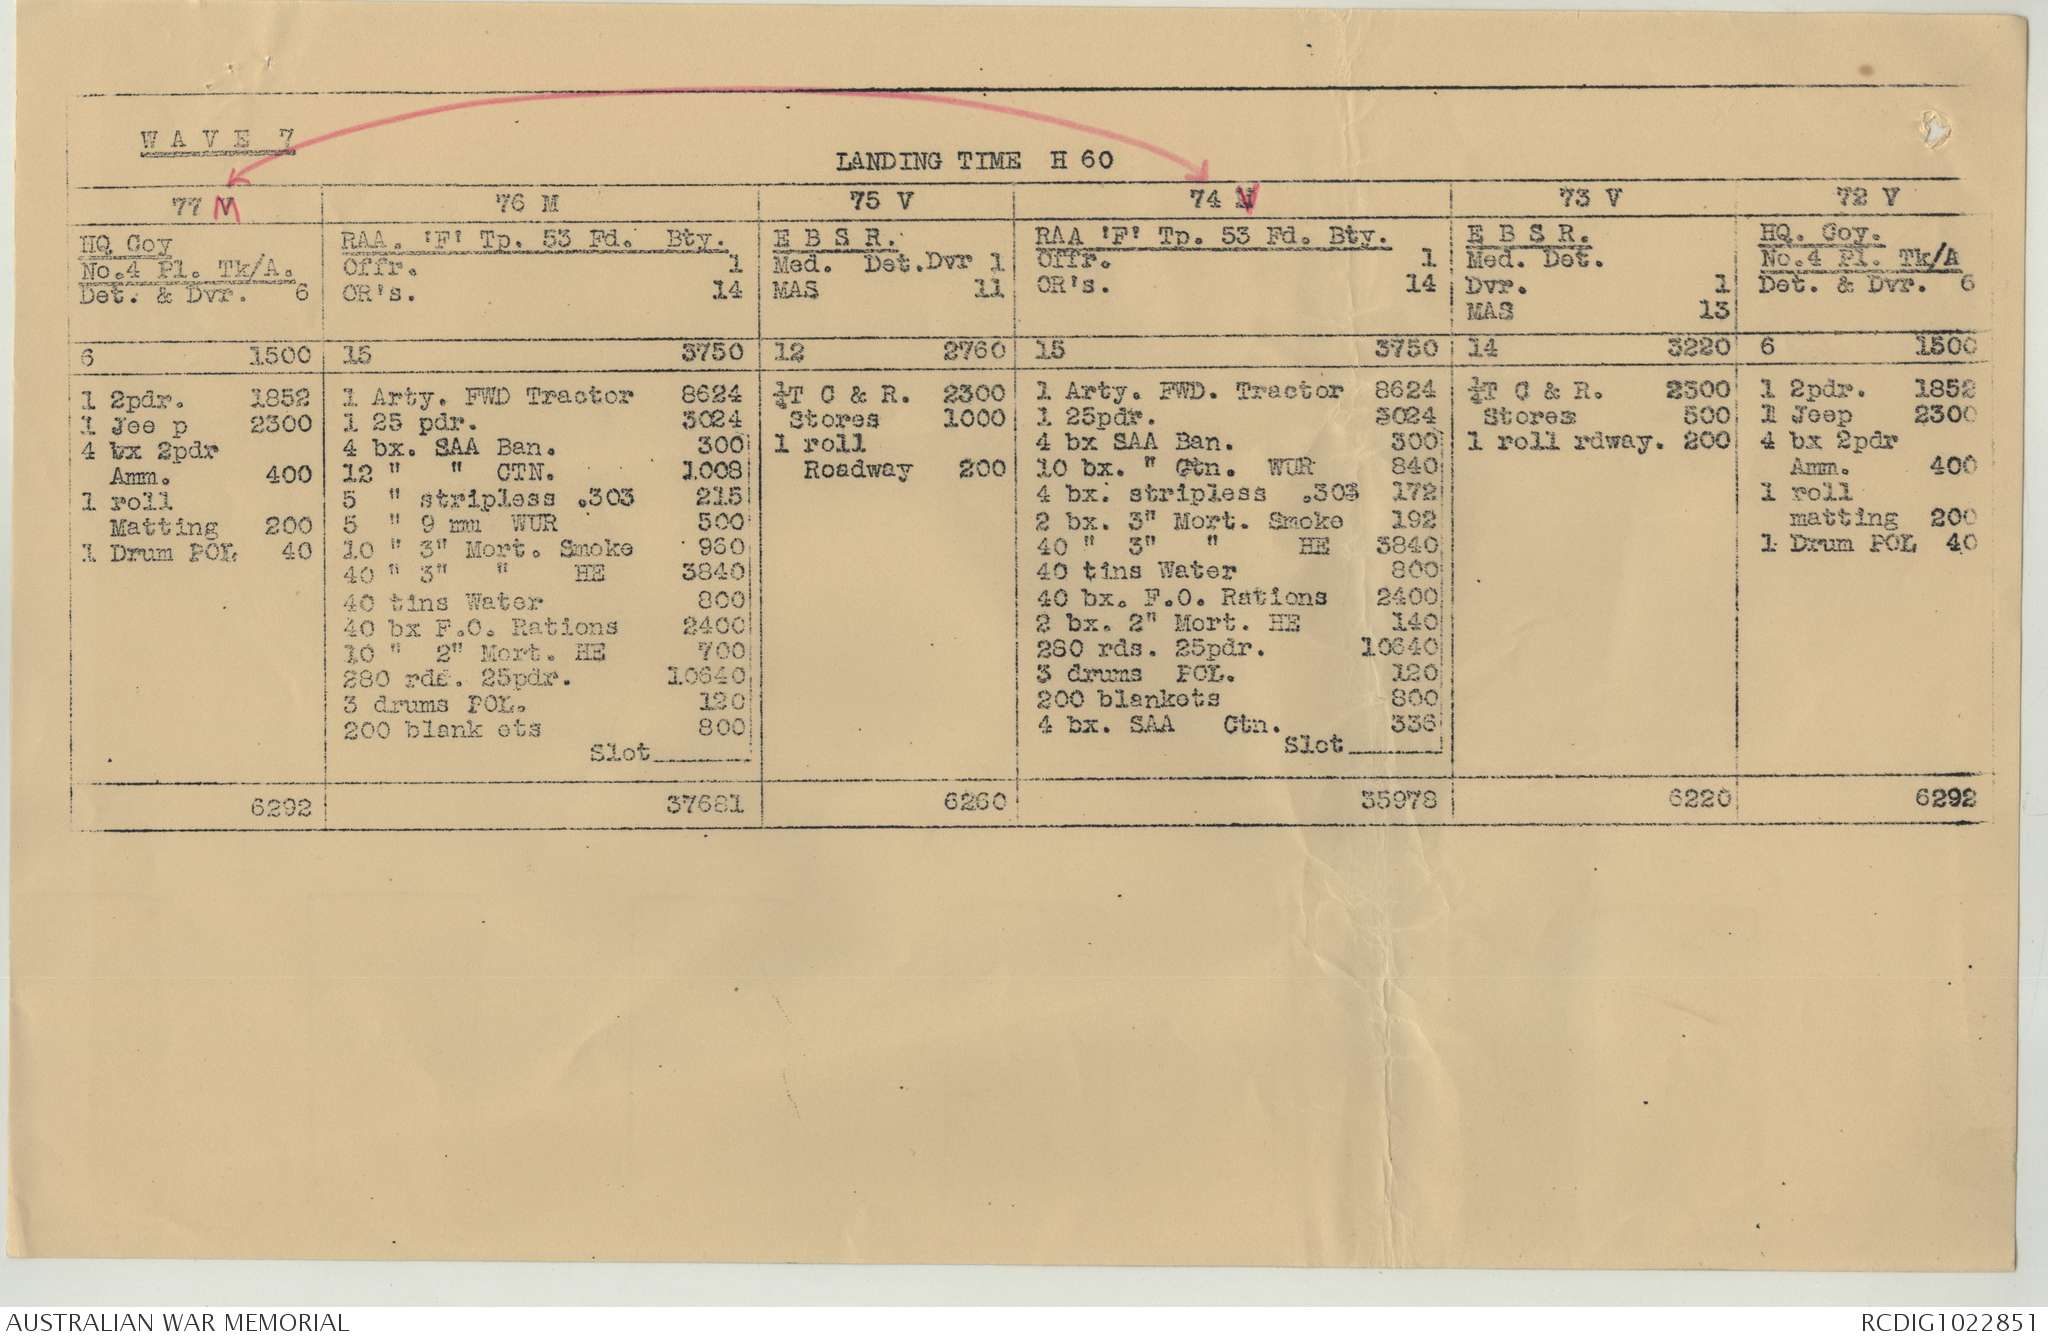 W A V E 7
LANDING TIME H 60
77 V M
HQ Coy
No.4 Pl. Tk/A.
Det. & Dvr. 6
6 1500
1 2pdr. 1852
1 Jee p 2300
4 bx 2pdr
Amm. 400
1 roll
Matting 200
1 Drum POL 40
6292
76 M
RAA. 'F' Tp. 53 Fd. Bty.
Offr. 1
OR's. 14
15 3750
1 Arty. FWD Tractor 8624
1 25 pdr. 3024
4 bx. SAA Ban. 300
12 " " CTN. 1008
5 " stripless .303 215
5 " 9 mu WUR 500
10 " 3" Mort. Smoke 960
40 " 3" " HE 3840
40 tins Water 800
40 bx F.O. Rations 2400
10 " 2" Mort. HE 700
280 rds. 25pdr. 10640
3 drums POL. 120
200 blank ets 800
Slot
37681
75 V
E B S R.
Med. Det.Dvr 1
MAS 11
12 2760
¼T C & R. 2300
Stores 1000
1 roll
Roadway 200
6260
74 V
RAA 'F' Tp. 53 Fd. Bty.
Offr. 1
OR's. 14
15 3750
1 Arty. FWD. Tractor 8624
1 25pdr. 3024
4 bx SAA Ban. 300
10 bx. " Ctn. WUR 840
4 bx. stripless .303 172
2 bx. 3" Mort. Smoke 192
40 " 3" " HE 3840
40 tins Water 800
40 bx. F.O. Rations 2400
2 bx. 2" Mort. HE 140
280 rds. 25pdr. 10640
3 drums POL. 120
200 blankets 800
4 bx. SAA Ctn. 336
Slot
35978
73 V
E B S R.
Med. Det.
Dvr. 1
MAS 13
14 3220
¼T C & R. 2300
Stores 500
1 roll rdway. 200
6220
72 V
HQ. Coy.
No.4 Pl. Tk/A
Det. & Dvr. 6
6 1500
1 2pdr. 1852
1 Jeep 2300
4 bx 2pdr
Amm. 400
1 roll
matting 200
1 Drum POL 40
6292
AUSTRALIAN WAR MEMORIAL
RCDIG1022851